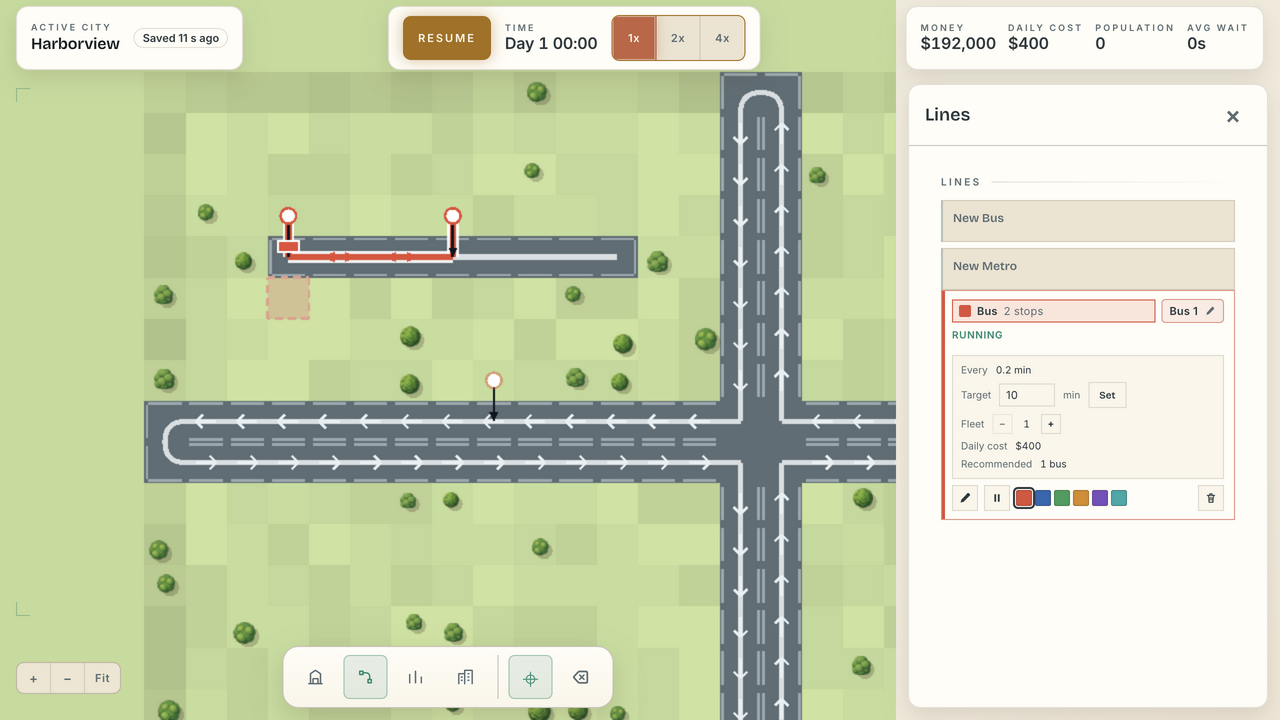 ACTIVE CITY
Harborview
Saved 11 s ago
RESUME
TIME
Day 1 00:00
1x
2x
4x
MONEY
$192,000
DAILY COST
$400
POPULATION
0
AVG WAIT
0s
Lines
LINES
New Bus
New Metro
Bus 2 stops
Bus 1
RUNNING
Every 0.2 min
Target 10 min Set
Fleet − 1 +
Daily cost $400
Recommended 1 bus
+ − Fit